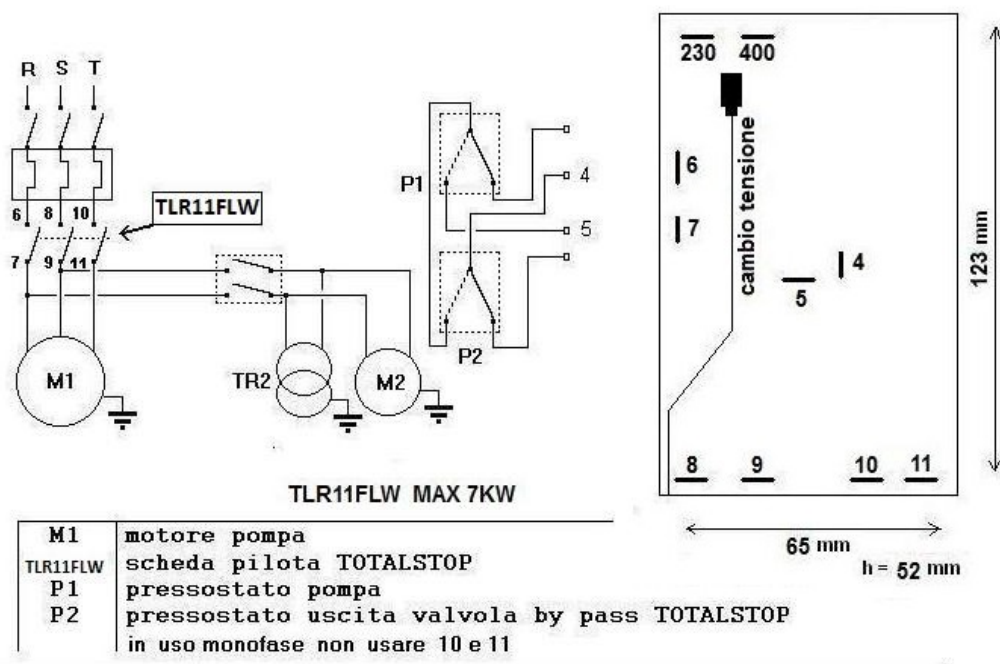 R S T
TLR11FLW
6 8 10
7 9 11
M1
TR2
M2
P1
4
5
P2
230 400
cambio tensione
6
7
4
5
8 9 10 11
123 mm
65 mm
h = 52 mm
TLR11FLW MAX 7KW
M1 motore pompa
TLR11FLW scheda pilota TOTALSTOP
P1 pressostato pompa
P2 pressostato uscita valvola by pass TOTALSTOP
in uso monofase non usare 10 e 11